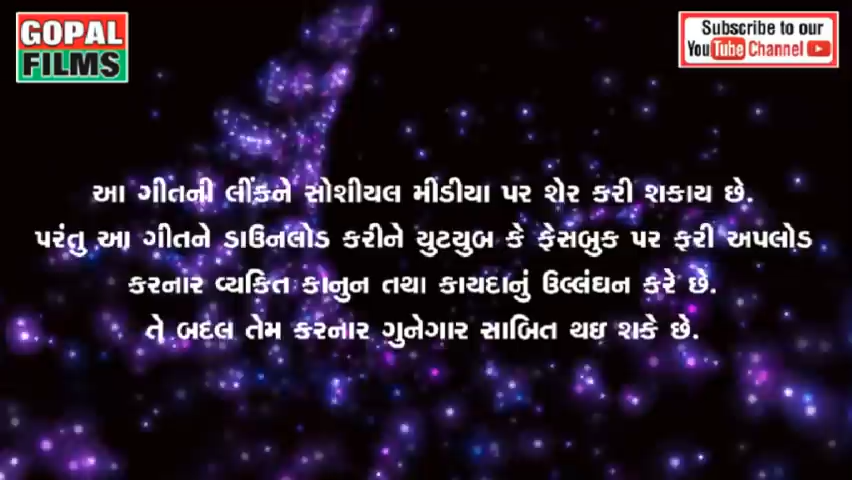 GOPAL
FILMS
Subscribe to our
YouTube Channel
આ ગીતની લીંકને સોશીયલ મીડીયા પર શેર કરી શકાય છે.
પરંતુ આ ગીતને ડાઉનલોડ કરીને યુટયુબ કે ફેસબુક પર ફરી અપલોડ
કરનાર વ્યકિત કાનુન તથા કાયદાનું ઉલ્લંઘન કરે છે.
તે બદલ તેમ કરનાર ગુનેગાર સાબિત થઇ શકે છે.